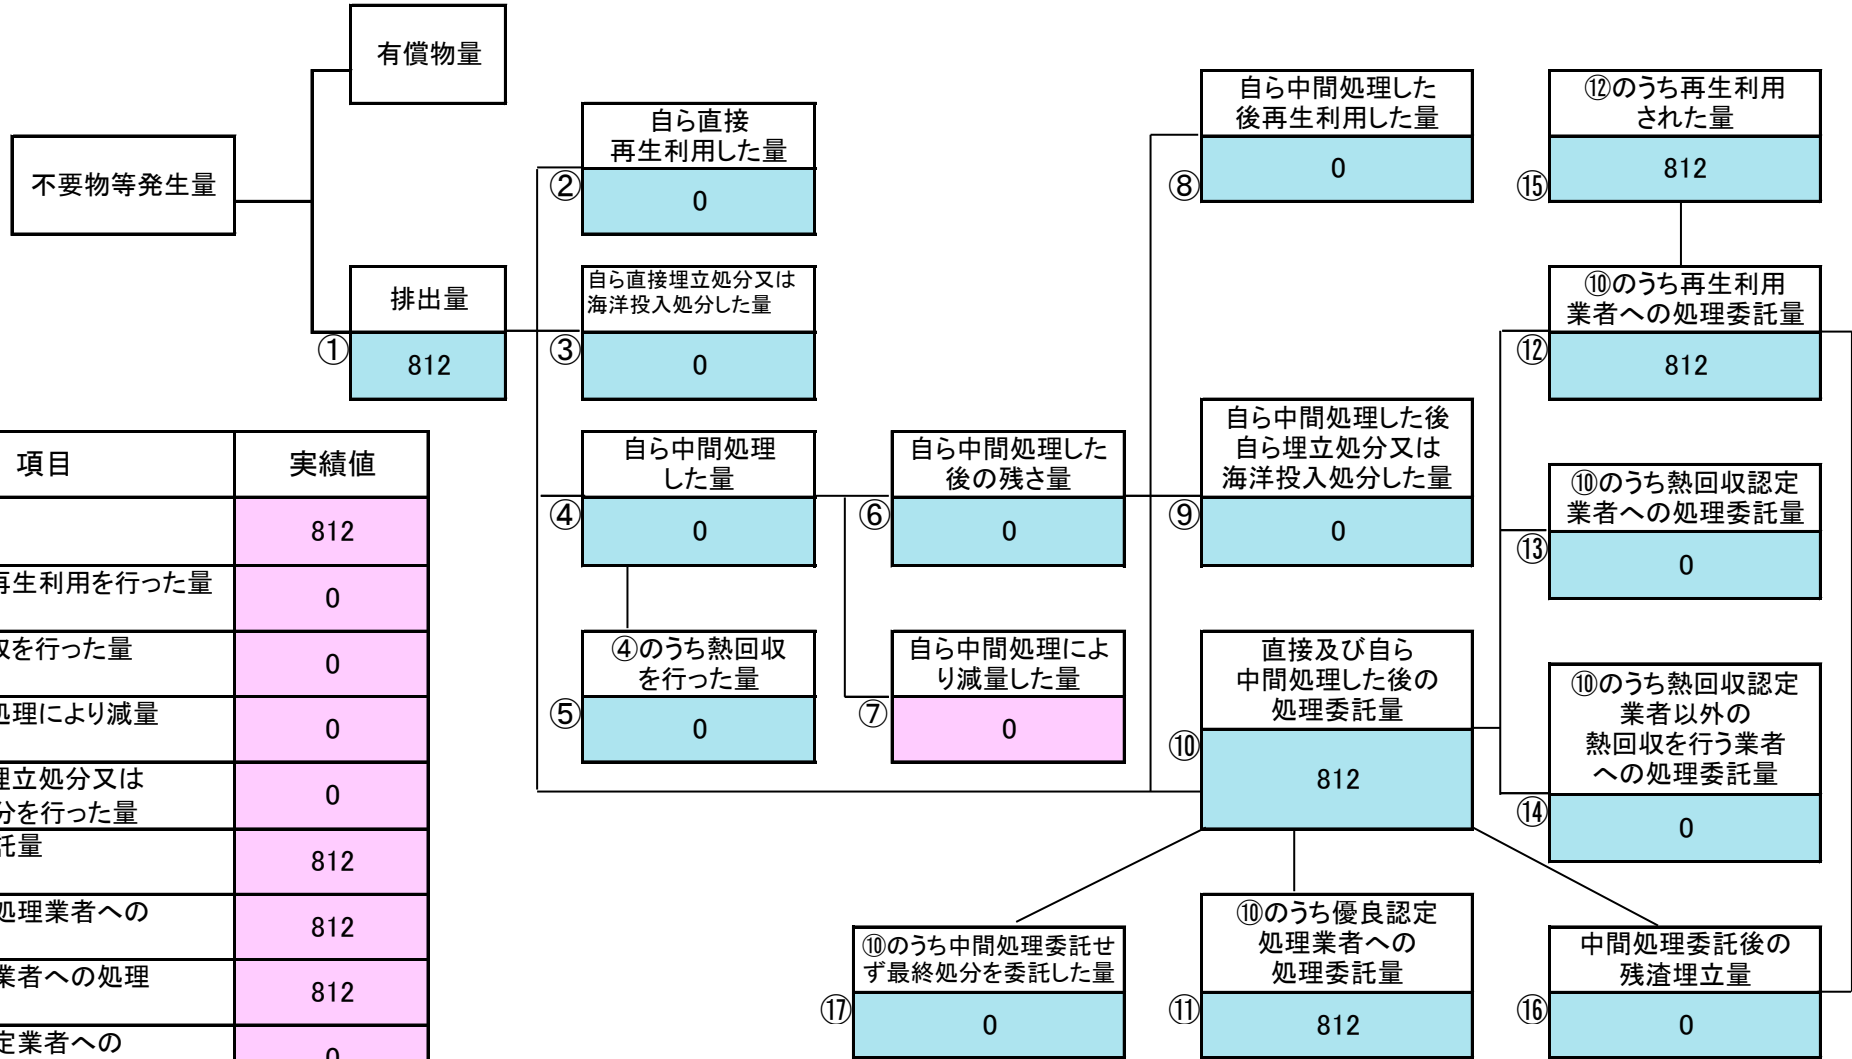 有償物量
不要物等発生量
排出量
①
812
自ら直接
再生利用した量
②
0
自ら直接埋立処分又は
海洋投入処分した量
③
0
自ら中間処理
した量
④
0
④のうち熱回収
を行った量
⑤
0
自ら中間処理した
後の残さ量
⑥
0
自ら中間処理によ
り減量した量
⑦
0
自ら中間処理した
後再生利用した量
⑧
0
自ら中間処理した後
自ら埋立処分又は
海洋投入処分した量
⑨
0
直接及び自ら
中間処理した後の
処理委託量
⑩
812
⑩のうち優良認定
処理業者への
処理委託量
⑪
812
⑩のうち再生利用
業者への処理委託量
⑫
812
⑩のうち熱回収認定
業者への処理委託量
⑬
0
⑩のうち熱回収認定
業者以外の
熱回収を行う業者
への処理委託量
⑭
0
⑫のうち再生利用
された量
⑮
812
中間処理委託後の
残渣埋立量
⑯
0
⑩のうち中間処理委託せ
ず最終処分を委託した量
⑰
0
項目 実績値
812
再生利用を行った量 0
を行った量 0
処理により減量 0
埋立処分又は
分を行った量 0
託量 812
処理業者への 812
業者への処理 812
定業者への 0